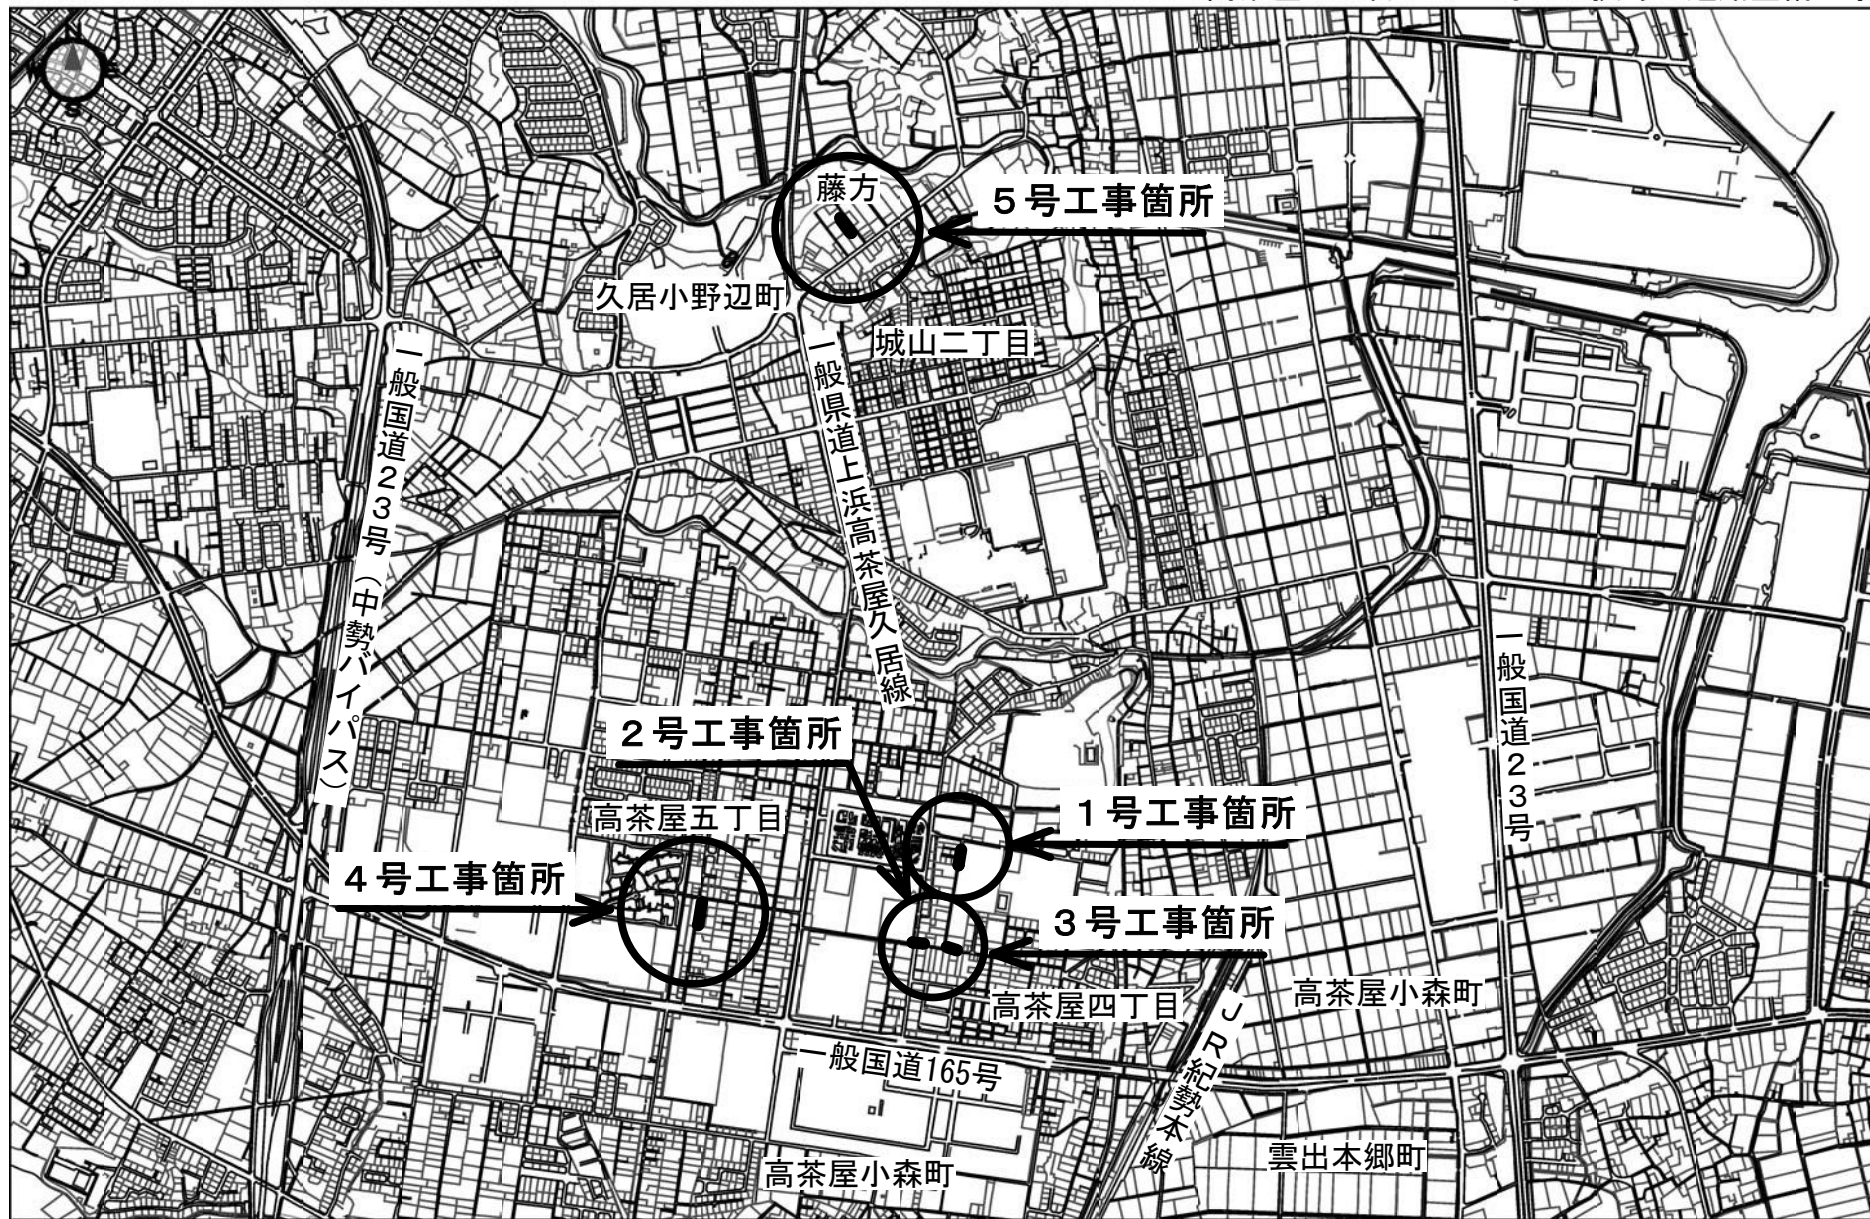 藤方
5号工事箇所
久居小野辺町
城山二丁目
一般国道23号(中勢バイパス)
一般県道上浜高茶屋久居線
一般国道23号
2号工事箇所
高茶屋五丁目
1号工事箇所
4号工事箇所
3号工事箇所
高茶屋四丁目
高茶屋小森町
JR紀勢本線
一般国道165号
高茶屋小森町
雲出本郷町